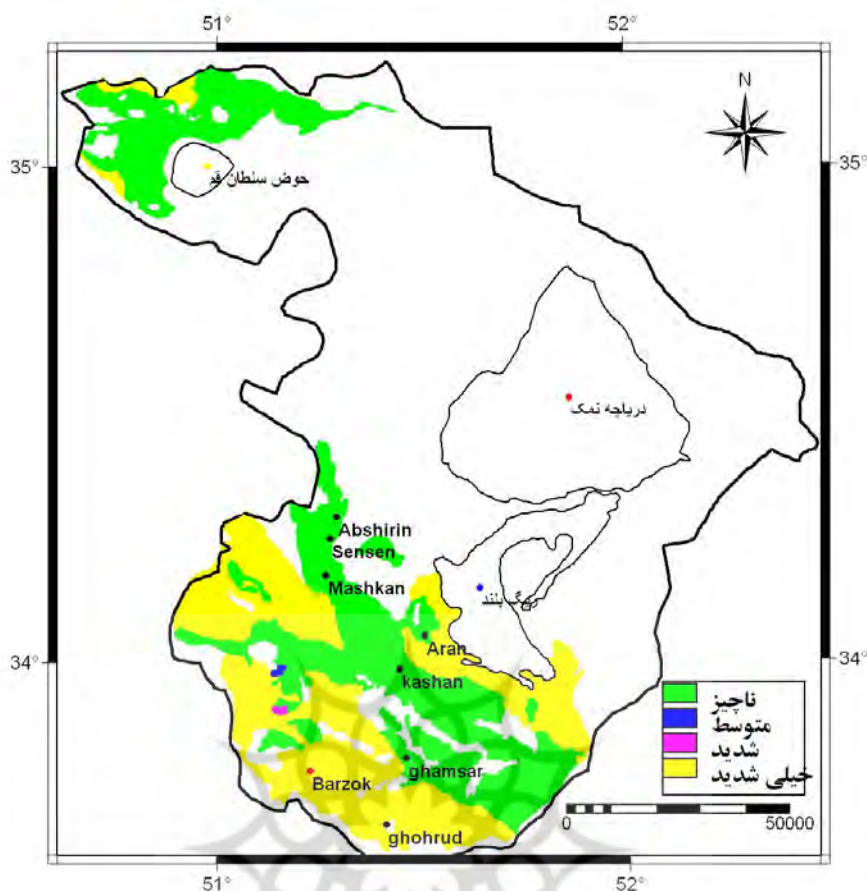 51°
52°
N
35°
35°
حوض سلطان قم
دریاچه نمک
Abshirin
Sensen
Mashkan
ریگ بلند
Aran
34°
34°
kashan
ناچیز
متوسط
شدید
خیلی شدید
ghamsar
Barzok
ghohrud
0
50000
51°
52°